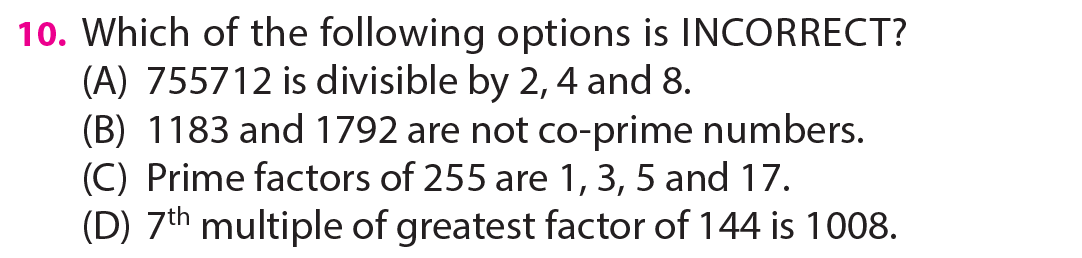 10. Which of the following options is INCORRECT?
(A) 755712 is divisible by 2, 4 and 8.
(B) 1183 and 1792 are not co-prime numbers.
(C) Prime factors of 255 are 1, 3, 5 and 17.
(D) 7th multiple of greatest factor of 144 is 1008.